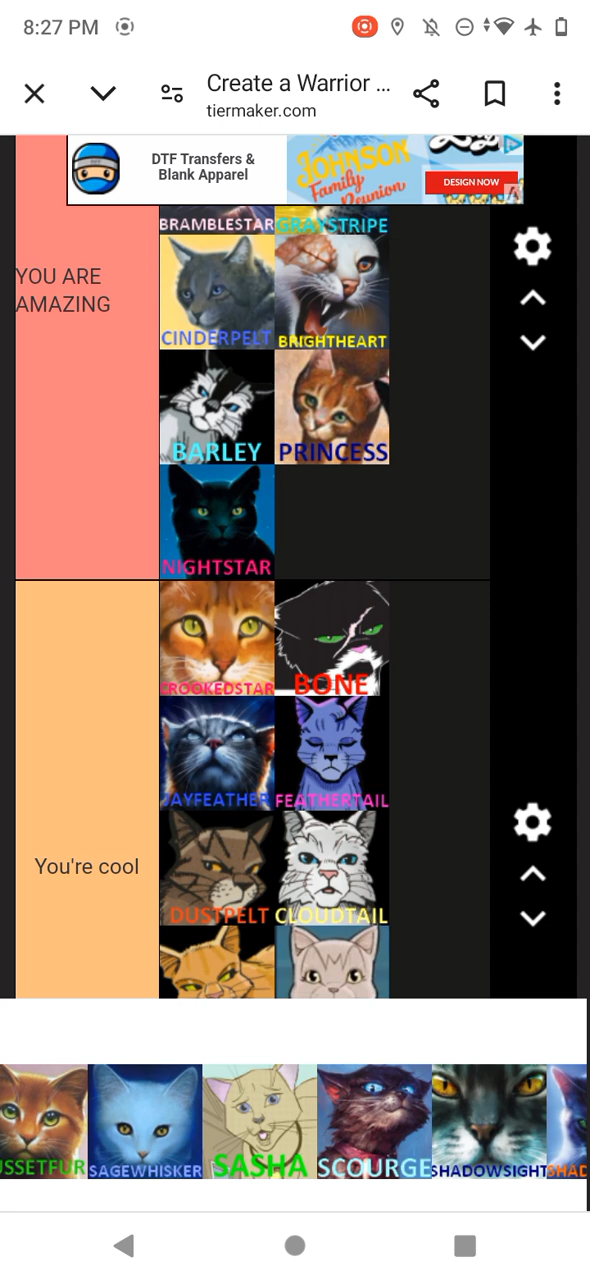 8:27 PM
Create a Warrior ...
tiermaker.com
DTF Transfers &
Blank Apparel
JOHNSON
Family
Reunion
DESIGN NOW
BRAMBLESTAR GRAYSTRIPE
YOU ARE
AMAZING
CINDERPELT BRIGHTHEART
BARLEY PRINCESS
NIGHTSTAR
CROOKEDSTAR BONE
JAYFEATHER FEATHERTAIL
You're cool
DUSTPELT CLOUDTAIL
USSETFUR SAGEWHISKER SASHA SCOURGE SHADOWSIGHT SHAD